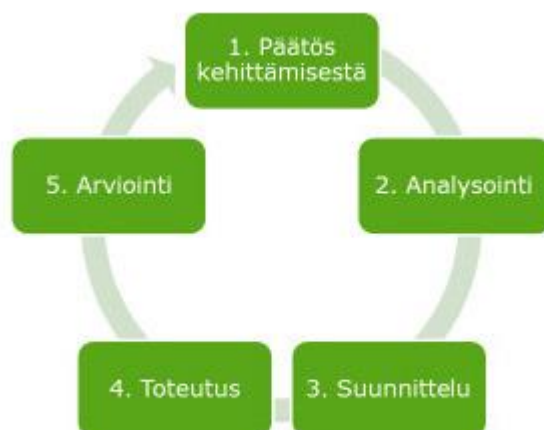 1. Päätös
kehittämisestä
2. Analysointi
3. Suunnittelu
4. Toteutus
5. Arviointi